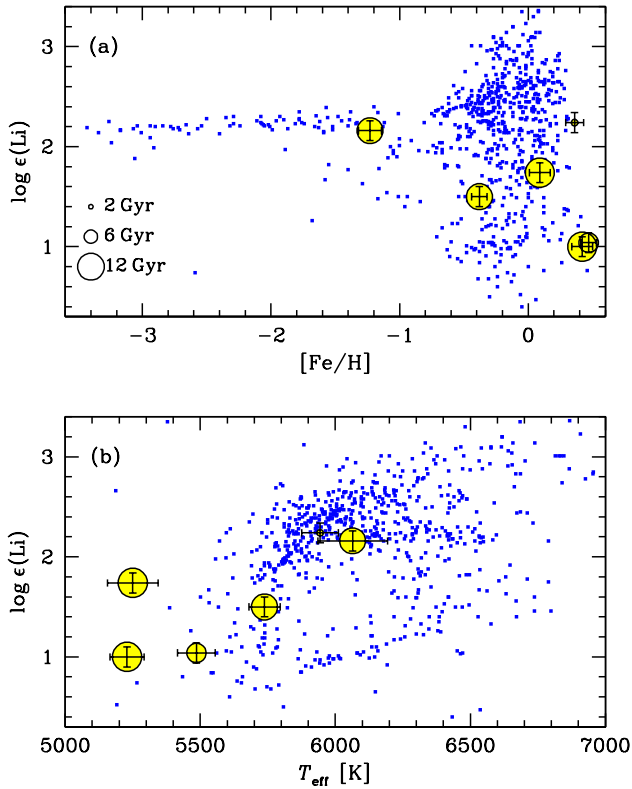 (a)
3
2
1
log ϵ(Li)
2 Gyr
6 Gyr
12 Gyr
−3 −2 −1 0
[Fe/H]
(b)
3
2
1
log ϵ(Li)
5000 5500 6000 6500 7000
Teff [K]